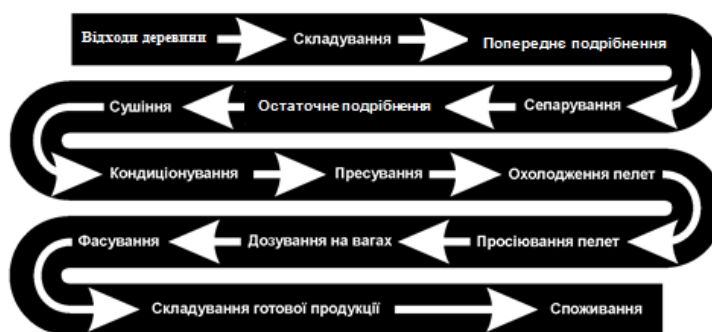 Відходи деревини
Складування
Попереднє подрібнення
Сепарування
Остаточне подрібнення
Сушіння
Кондиціонування
Пресування
Охолодження пелет
Просіювання пелет
Дозування на вагах
Фасування
Складування готової продукції
Споживання